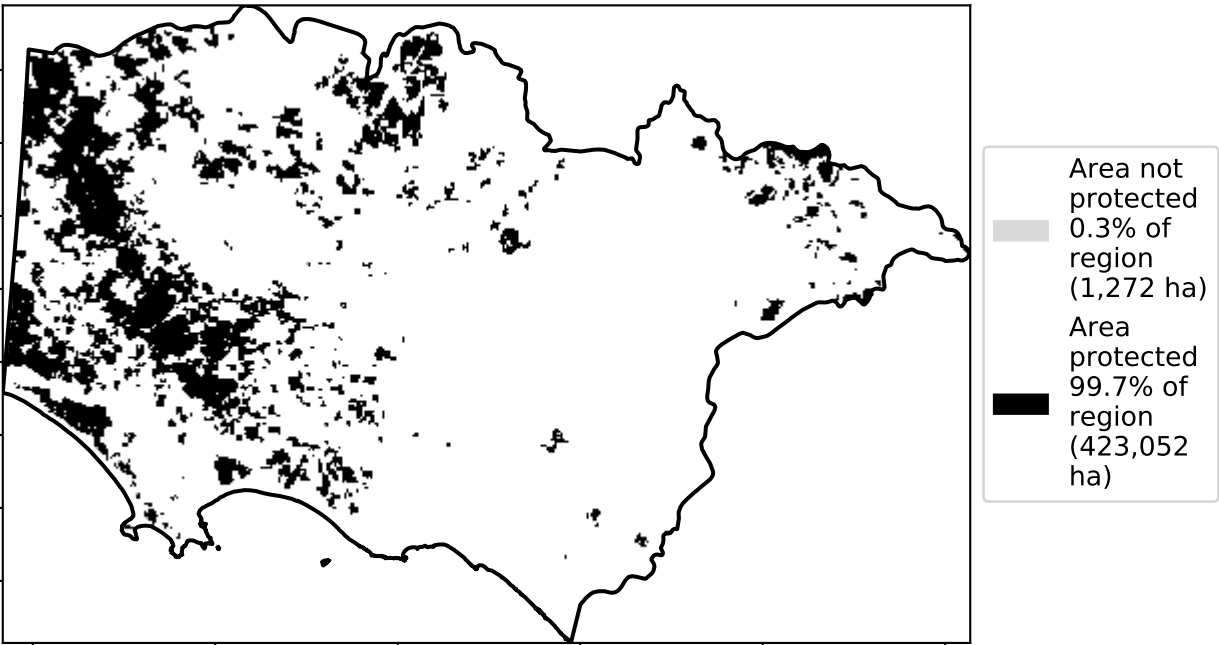 Area not
protected
0.3% of
region
(1,272 ha)
Area
protected
99.7% of
region
(423,052
ha)